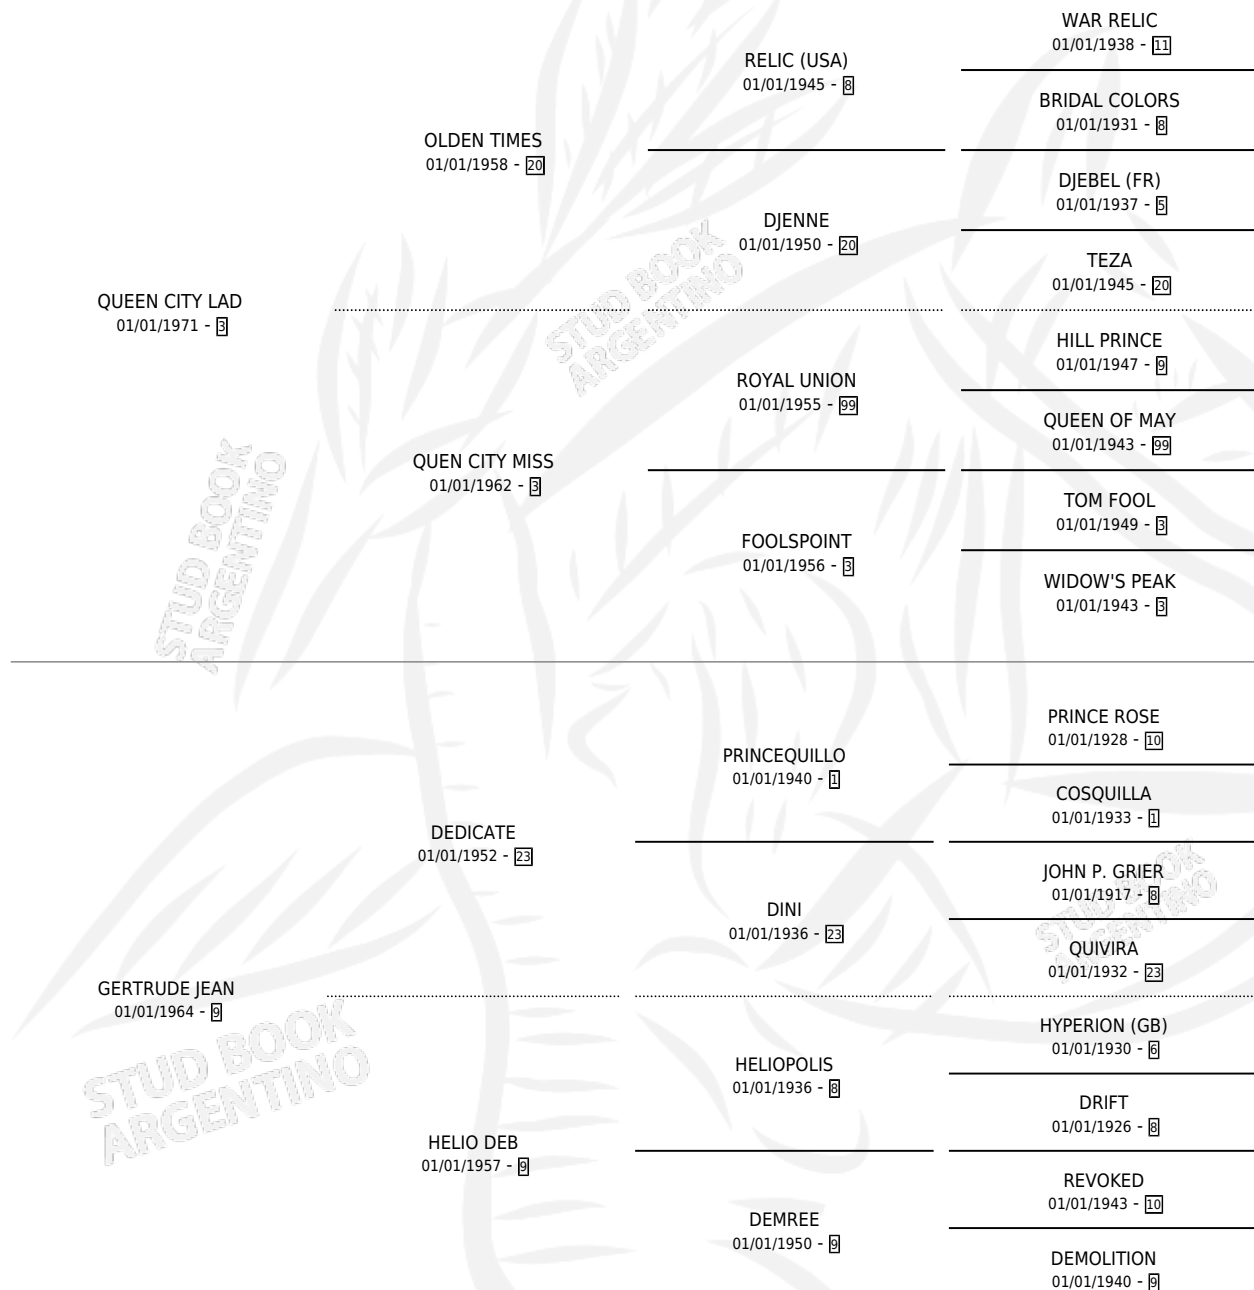 WAR RELIC
01/01/1938 - 11
RELIC (USA)
01/01/1945 - 8
BRIDAL COLORS
01/01/1931 - 8
OLDEN TIMES
01/01/1958 - 20
DJEBEL (FR)
01/01/1937 - 5
DJENNE
01/01/1950 - 20
TEZA
01/01/1945 - 20
QUEEN CITY LAD
01/01/1971 - 3
HILL PRINCE
01/01/1947 - 9
ROYAL UNION
01/01/1955 - 99
QUEEN OF MAY
01/01/1943 - 99
QUEN CITY MISS
01/01/1962 - 3
TOM FOOL
01/01/1949 - 3
FOOLSPOINT
01/01/1956 - 3
WIDOW'S PEAK
01/01/1943 - 3
PRINCE ROSE
01/01/1928 - 10
PRINCEQUILLO
01/01/1940 - 1
COSQUILLA
01/01/1933 - 1
DEDICATE
01/01/1952 - 23
JOHN P. GRIER
01/01/1917 - 8
DINI
01/01/1936 - 23
QUIVIRA
01/01/1932 - 23
GERTRUDE JEAN
01/01/1964 - 9
HYPERION (GB)
01/01/1930 - 6
HELIOPOLIS
01/01/1936 - 8
DRIFT
01/01/1926 - 8
HELIO DEB
01/01/1957 - 9
REVOKED
01/01/1943 - 10
DEMREE
01/01/1950 - 9
DEMOLITION
01/01/1940 - 9
STUD BOOK
ARGENTINO
STUD BOOK
ARGENTINO
STUD BOOK
ARGENTINO
STUD BOOK
ARGENTINO